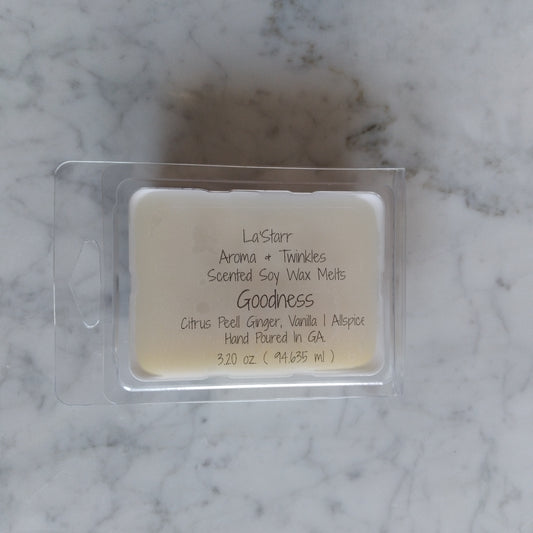 La'Starr
Aroma & Twinkles
Scented Soy Wax Melts
Goodness
Citrus Peel| Ginger, Vanilla | Allspice
Hand Poured In GA.
3.20 oz. ( 94.635 ml )